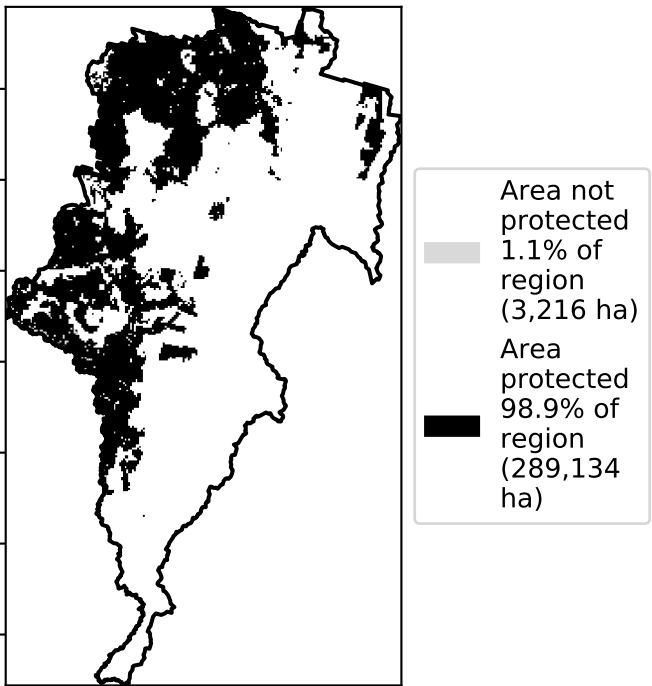 Area not
protected
1.1% of
region
(3,216 ha)
Area
protected
98.9% of
region
(289,134
ha)